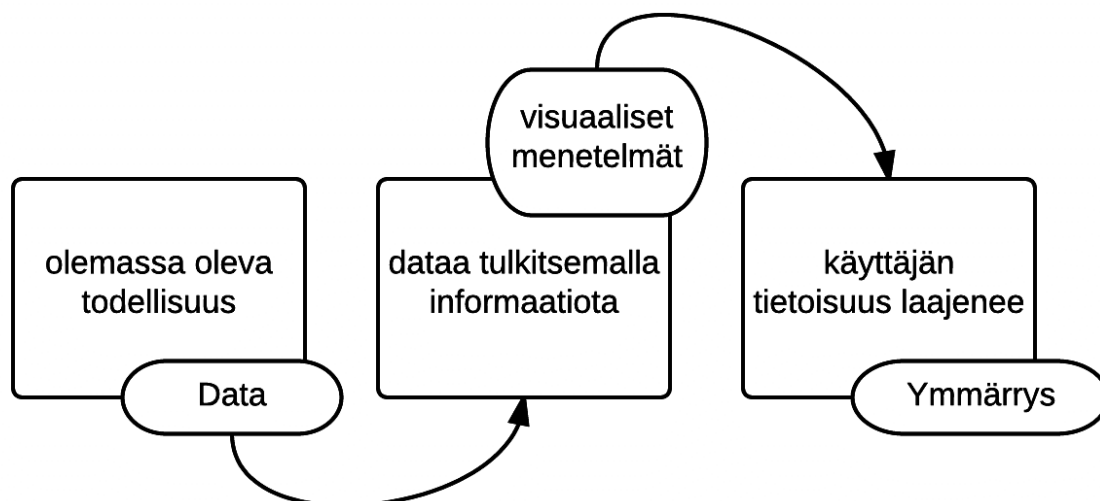 olemassa oleva
todellisuus
Data
visuaaliset
menetelmät
dataa tulkitsemalla
informaatiota
käyttäjän
tietoisuus laajenee
Ymmärrys